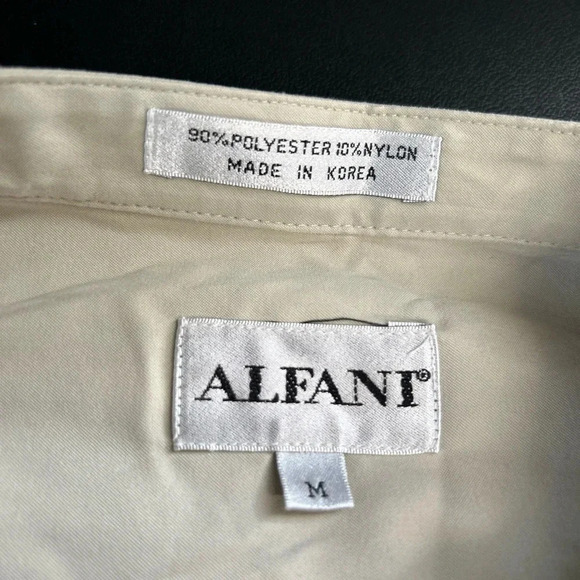 90% POLYESTER 10% NYLON
MADE IN KOREA
ALFANI®
M